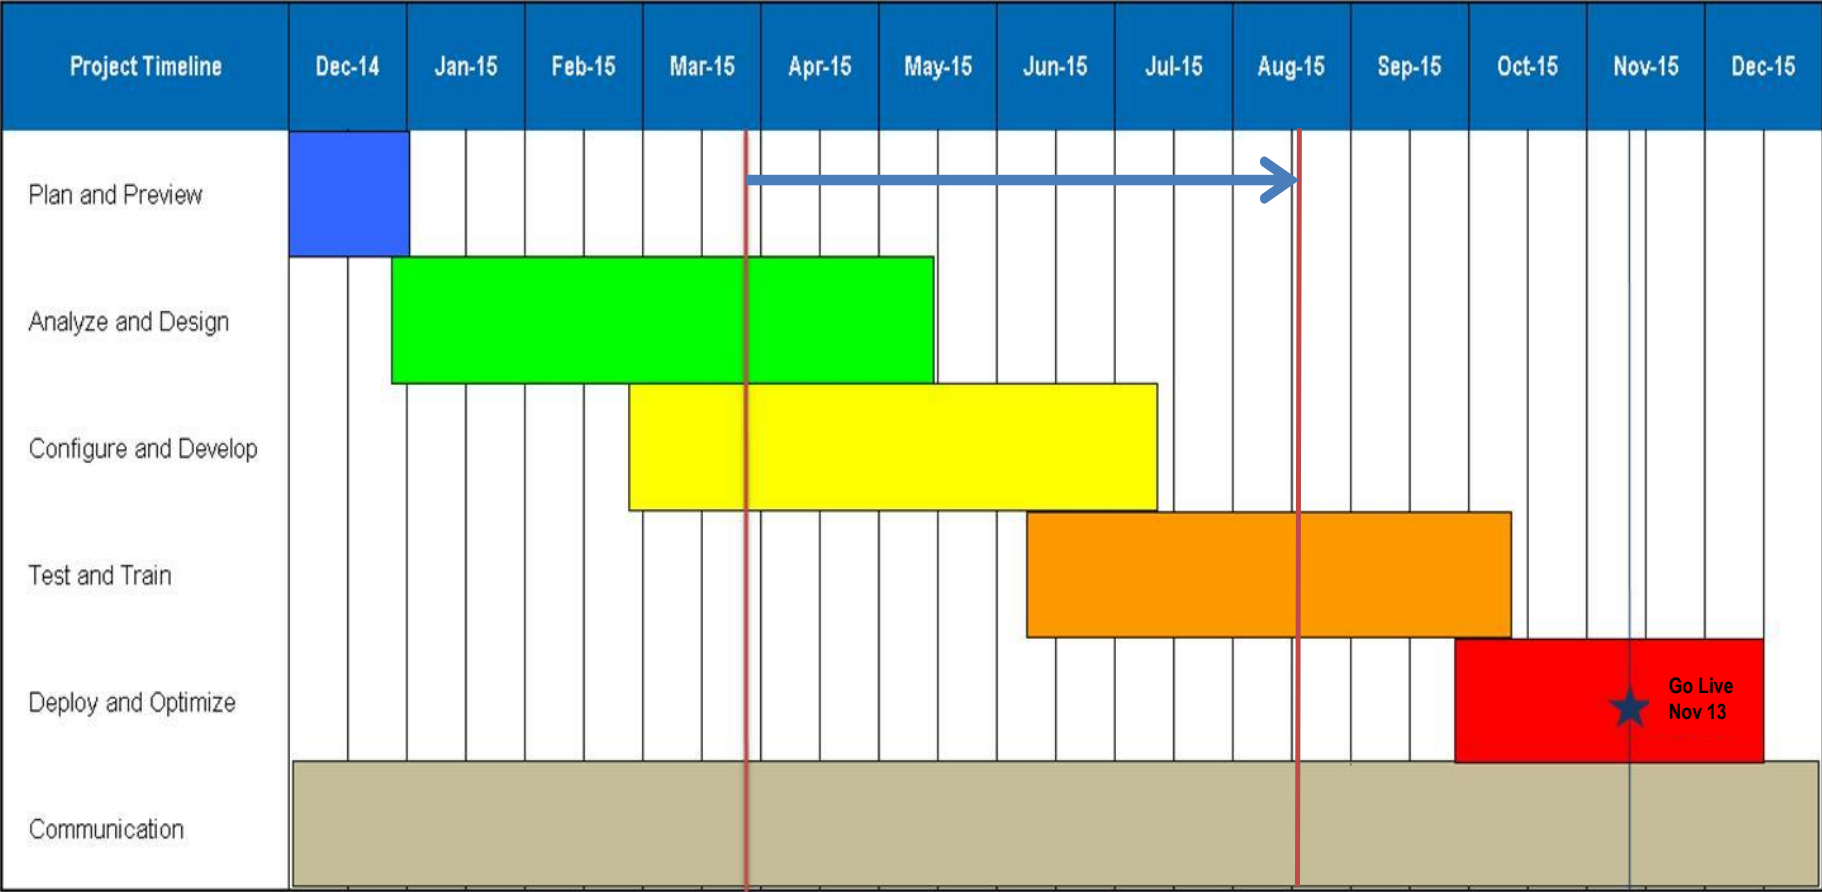 Project Timeline Dec-14 Jan-15 Feb-15 Mar-15 Apr-15 May-15 Jun-15 Jul-15 Aug-15 Sep-15 Oct-15 Nov-15 Dec-15
Plan and Preview
Analyze and Design
Configure and Develop
Test and Train
Deploy and Optimize
Go Live
Nov 13
Communication